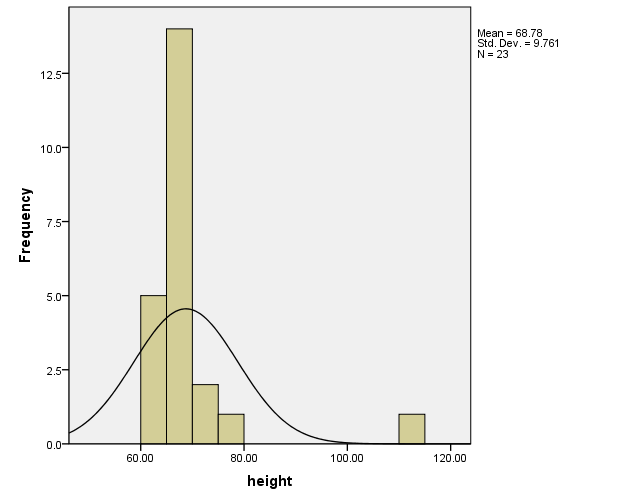 Mean = 68.78
Std. Dev. = 9.761
N = 23
12.5
10.0
7.5
5.0
2.5
0.0
Frequency
60.00 80.00 100.00 120.00
height